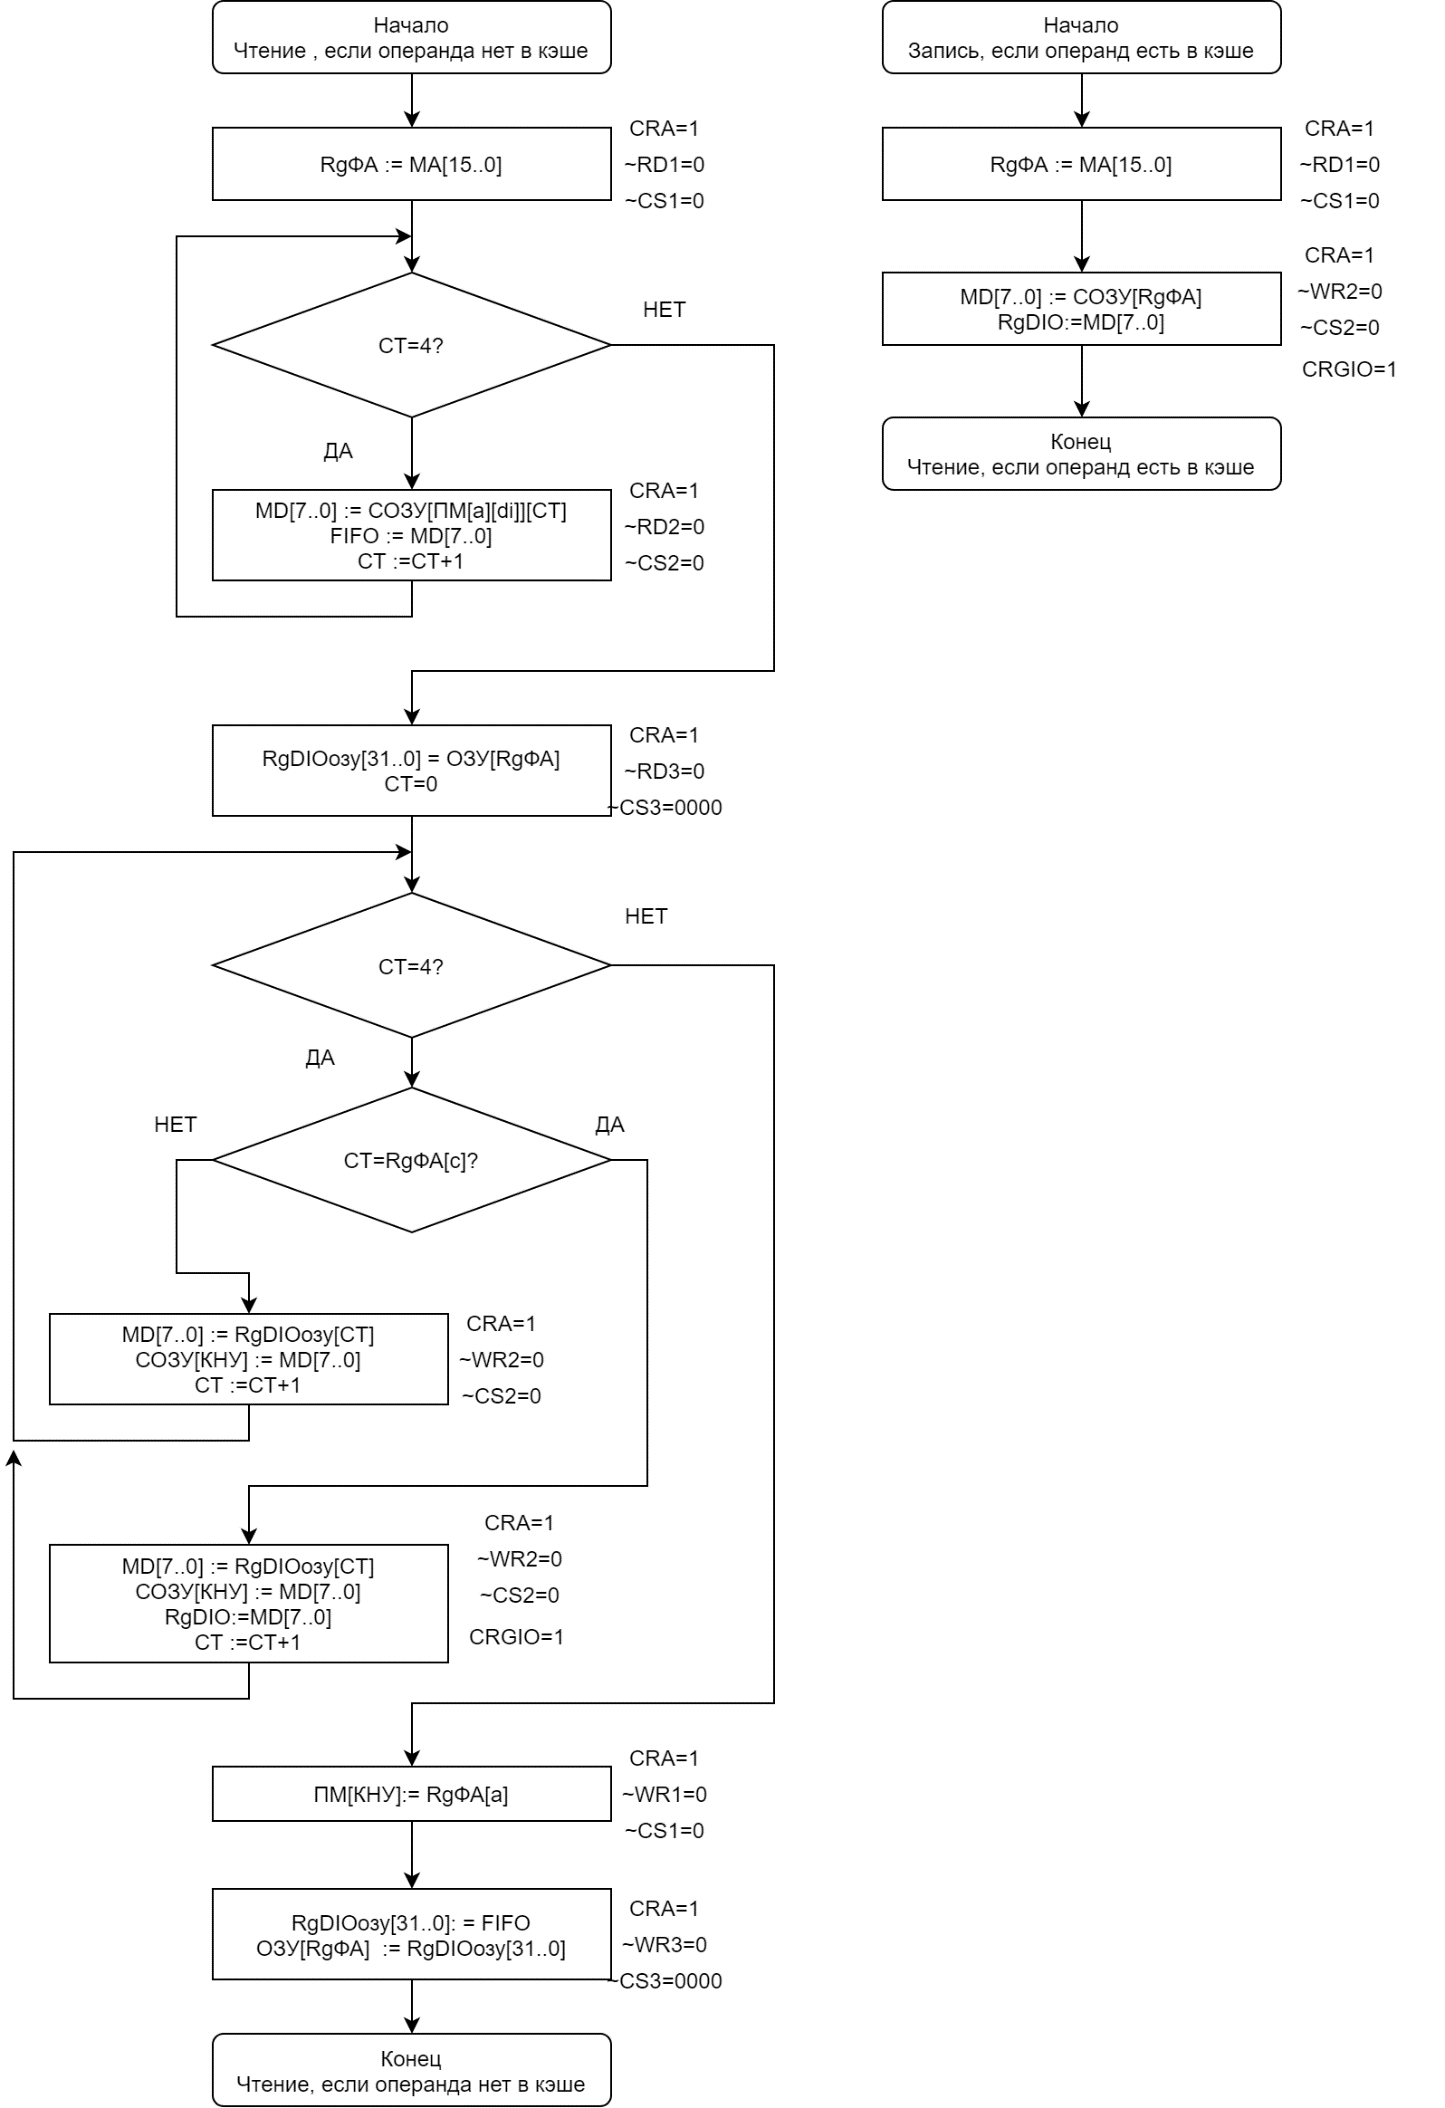 Начало
Чтение , если операнда нет в кэше
RgФА := MA[15..0]
CRA=1
~RD1=0
~CS1=0
CT=4?
НЕТ
ДА
MD[7..0] := СОЗУ[ПМ[a][di]][CT]
FIFO := MD[7..0]
CT :=CT+1
CRA=1
~RD2=0
~CS2=0
RgDIOозу[31..0] = ОЗУ[RgФА]
CT=0
CRA=1
~RD3=0
~CS3=0000
CT=4?
НЕТ
ДА
CT=RgФА[c]?
НЕТ
ДА
MD[7..0] := RgDIOозу[CT]
СОЗУ[КНУ] := MD[7..0]
CT :=CT+1
CRA=1
~WR2=0
~CS2=0
MD[7..0] := RgDIOозу[CT]
СОЗУ[КНУ] := MD[7..0]
RgDIO:=MD[7..0]
CT :=CT+1
CRA=1
~WR2=0
~CS2=0
CRGIO=1
ПМ[КНУ]:= RgФА[a]
CRA=1
~WR1=0
~CS1=0
RgDIOозу[31..0]: = FIFO
ОЗУ[RgФА]  := RgDIOозу[31..0]
CRA=1
~WR3=0
~CS3=0000
Конец
Чтение, если операнда нет в кэше
Начало
Запись, если операнд есть в кэше
RgФА := MA[15..0]
CRA=1
~RD1=0
~CS1=0
MD[7..0] := СОЗУ[RgФА]
RgDIO:=MD[7..0]
CRA=1
~WR2=0
~CS2=0
CRGIO=1
Конец
Чтение, если операнд есть в кэше